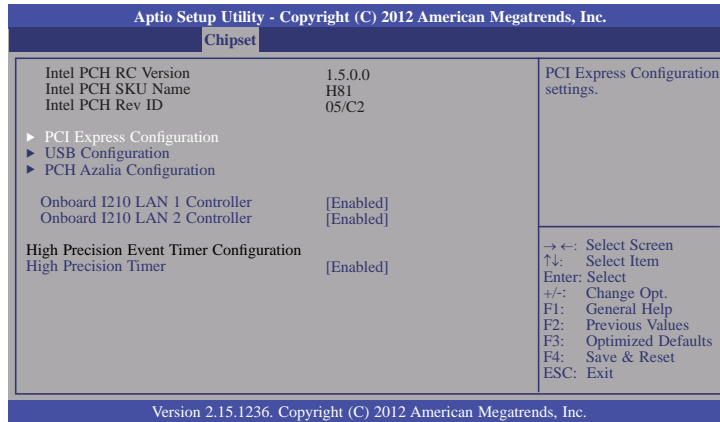 Aptio Setup Utility - Copyright (C) 2012 American Megatrends, Inc.
Chipset
Intel PCH RC Version 1.5.0.0
Intel PCH SKU Name H81
Intel PCH Rev ID 05/C2
► PCI Express Configuration
► USB Configuration
► PCH Azalia Configuration
Onboard I210 LAN 1 Controller [Enabled]
Onboard I210 LAN 2 Controller [Enabled]
High Precision Event Timer Configuration
High Precision Timer [Enabled]
PCI Express Configuration
settings.
→ ←: Select Screen
↑↓: Select Item
Enter: Select
+/-: Change Opt.
F1: General Help
F2: Previous Values
F3: Optimized Defaults
F4: Save & Reset
ESC: Exit
Version 2.15.1236. Copyright (C) 2012 American Megatrends, Inc.